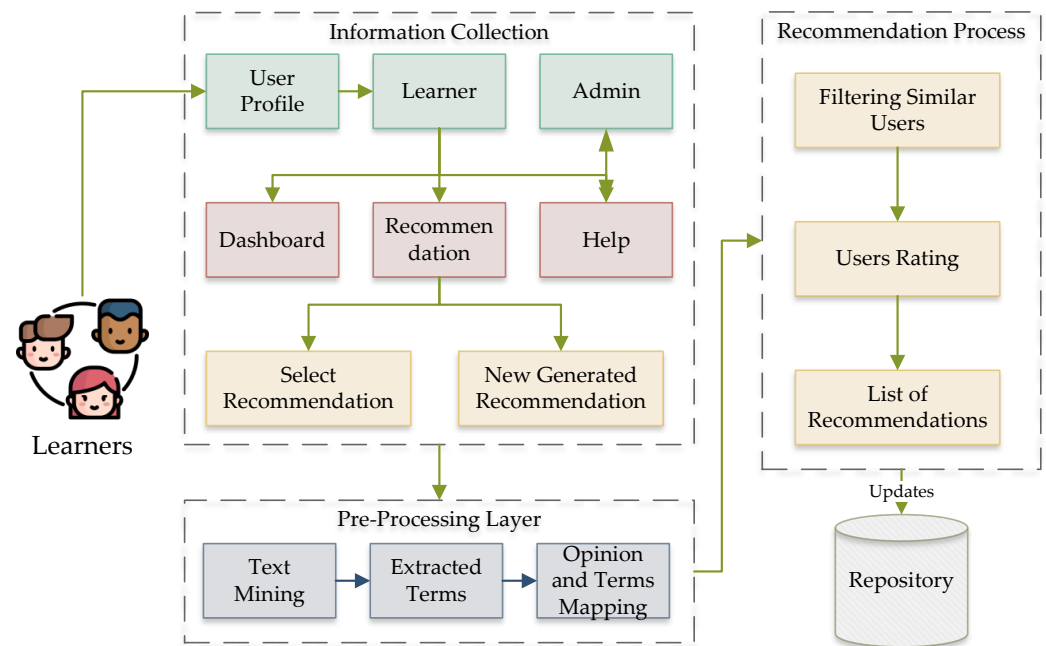 Information Collection
User
Profile
Learner
Admin
Dashboard
Recommen
dation
Help
Select
Recommendation
New Generated
Recommendation
Learners
Pre-Processing Layer
Text
Mining
Extracted
Terms
Opinion
and Terms
Mapping
Recommendation Process
Filtering Similar
Users
Users Rating
List of
Recommendations
Updates
Repository